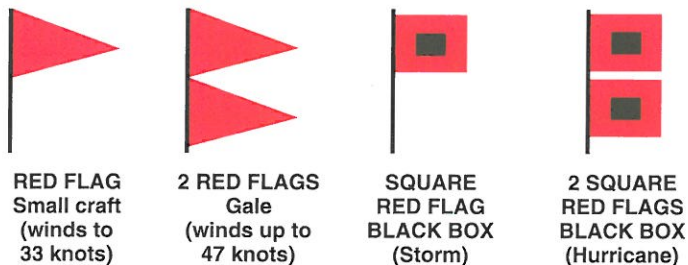 RED FLAG
Small craft
(winds to
33 knots)
2 RED FLAGS
Gale
(winds up to
47 knots)
SQUARE
RED FLAG
BLACK BOX
(Storm)
2 SQUARE
RED FLAGS
BLACK BOX
(Hurricane)